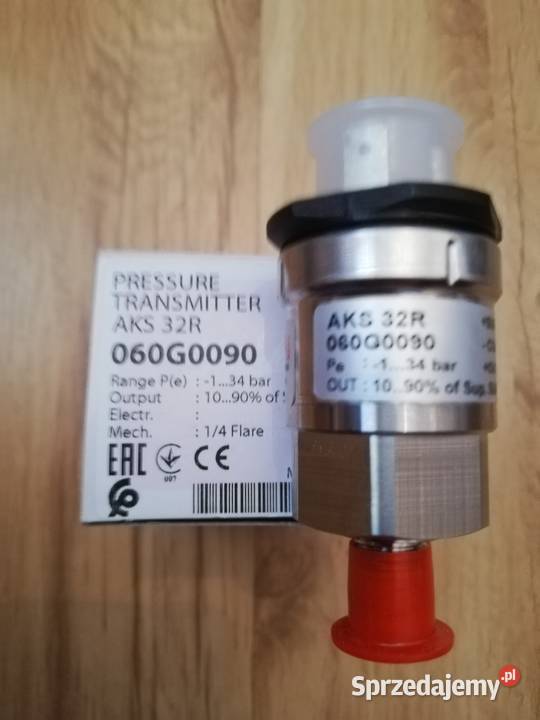 PRESSURE
TRANSMITTER
AKS 32R
060G0090
Range P(e) : -1...34 bar
Output : 10...90% of
Electr. :
Mech. : 1/4 Flare
EAC
097
CE
AKS 32R
060G0090
Pe : -1...34 bar
OUT : 10..90% of Sup.
Sprzedajemy.pl